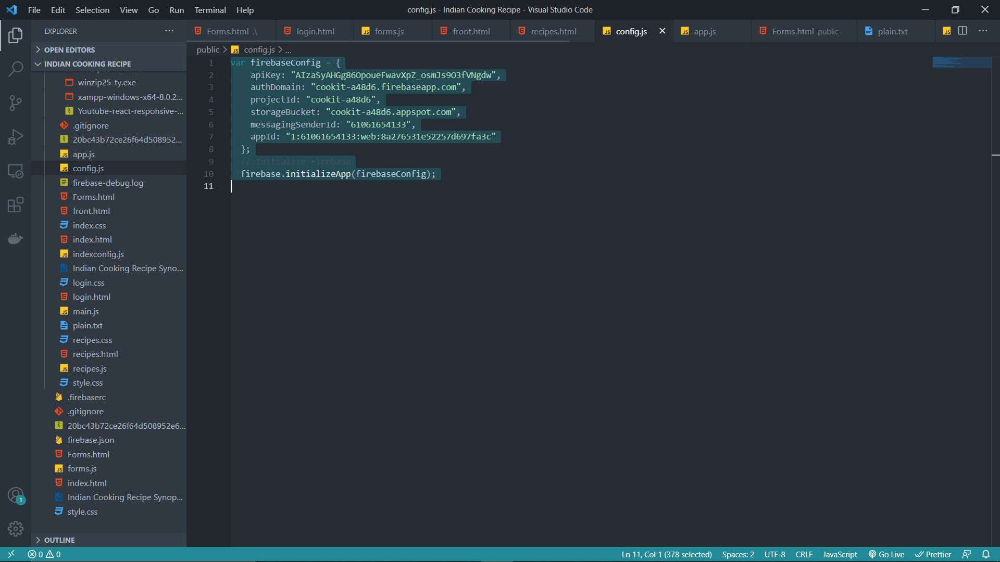 File Edit Selection View Go Run Terminal Help
config.js - Indian Cooking Recipe - Visual Studio Code
EXPLORER
Forms.html .\
login.html
forms.js
front.html
recipes.html
config.js
app.js
Forms.html public
plain.txt
OPEN EDITORS
INDIAN COOKING RECIPE
winzip25-ty.exe
xampp-windows-x64-8.0.2...
Youtube-react-responsive-...
.gitignore
20bc43b72ce26f64d508952...
app.js
config.js
firebase-debug.log
Forms.html
front.html
index.css
index.html
indexconfig.js
Indian Cooking Recipe Syno...
login.css
login.html
main.js
plain.txt
recipes.css
recipes.html
recipes.js
style.css
.firebaserc
.gitignore
20bc43b72ce26f64d508952e6...
firebase.json
Forms.html
forms.js
index.html
Indian Cooking Recipe Synop...
style.css
OUTLINE
public > config.js > ...
1 var firebaseConfig = {
2 apiKey: "AIzaSyAHGg86OpoueFwavXpZ_osmJs9O3fVNgdw",
3 authDomain: "cookit-a48d6.firebaseapp.com",
4 projectId: "cookit-a48d6",
5 storageBucket: "cookit-a48d6.appspot.com",
6 messagingSenderId: "61061654133",
7 appId: "1:61061654133:web:8a276531e52257d697fa3c"
8 };
9 // Initialize Firebase
10 firebase.initializeApp(firebaseConfig);
11
1
0 0
Ln 11, Col 1 (378 selected) Spaces: 2 UTF-8 CRLF JavaScript Go Live Prettier